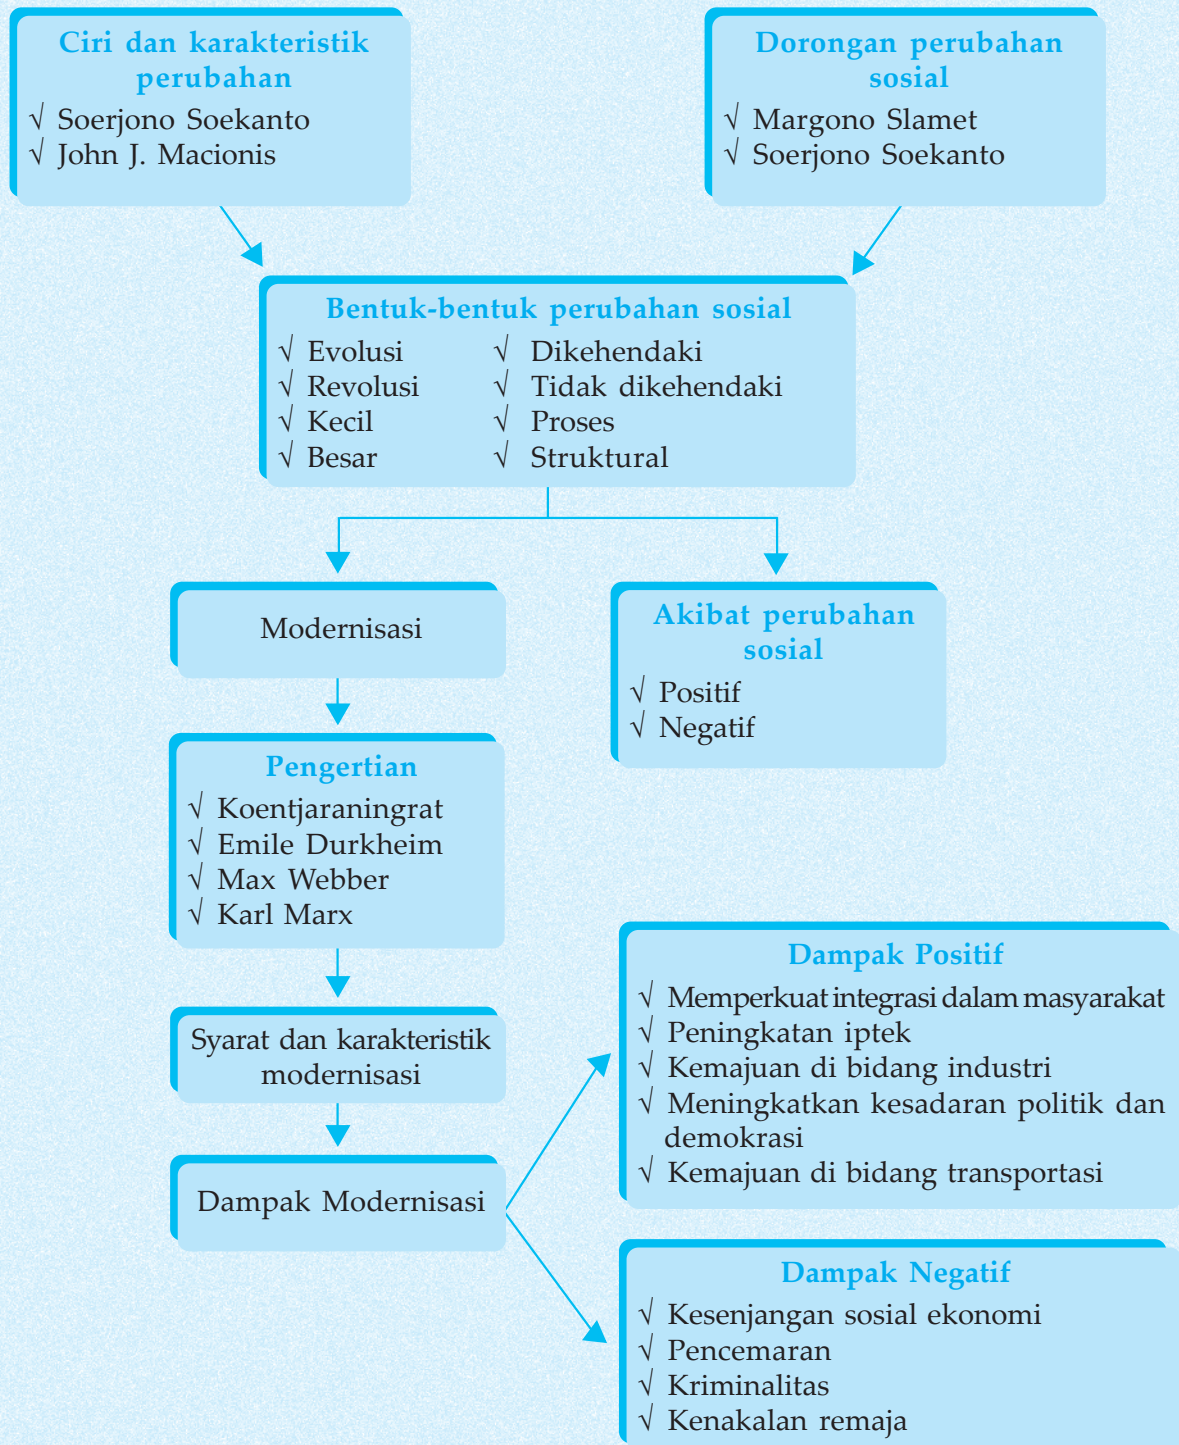 Ciri dan karakteristik
perubahan
√ Soerjono Soekanto
√ John J. Macionis
Dorongan perubahan
sosial
√ Margono Slamet
√ Soerjono Soekanto
Bentuk-bentuk perubahan sosial
√ Evolusi
√ Revolusi
√ Kecil
√ Besar
√ Dikehendaki
√ Tidak dikehendaki
√ Proses
√ Struktural
Modernisasi
Akibat perubahan
sosial
√ Positif
√ Negatif
Pengertian
√ Koentjaraningrat
√ Emile Durkheim
√ Max Webber
√ Karl Marx
Syarat dan karakteristik
modernisasi
Dampak Modernisasi
Dampak Positif
√ Memperkuat integrasi dalam masyarakat
√ Peningkatan iptek
√ Kemajuan di bidang industri
√ Meningkatkan kesadaran politik dan
demokrasi
√ Kemajuan di bidang transportasi
Dampak Negatif
√ Kesenjangan sosial ekonomi
√ Pencemaran
√ Kriminalitas
√ Kenakalan remaja